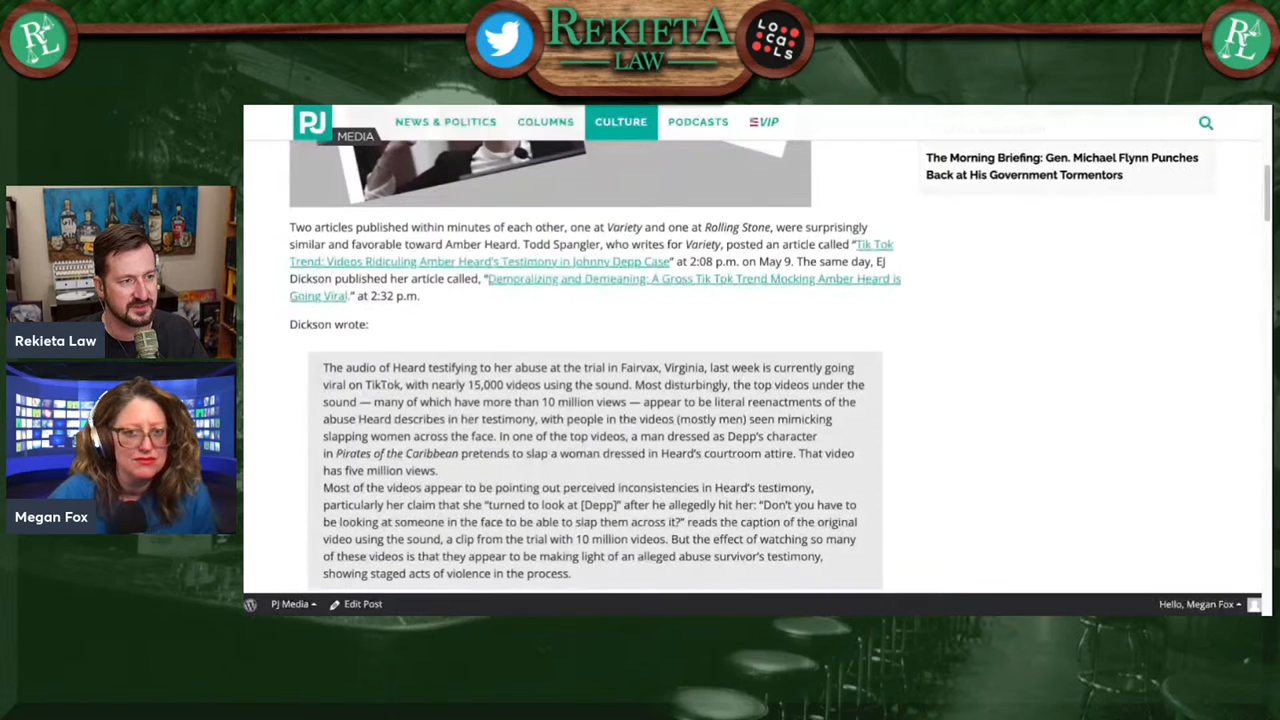 REKIETA
LAW
LOcaLS
RL
RL
PJ
MEDIA
NEWS & POLITICS
COLUMNS
CULTURE
PODCASTS
VIP
The Morning Briefing: Gen. Michael Flynn Punches
Back at His Government Tormentors
Two articles published within minutes of each other, one at Variety and one at Rolling Stone, were surprisingly
similar and favorable toward Amber Heard. Todd Spangler, who writes for Variety, posted an article called “Tik Tok
Trend: Videos Ridiculing Amber Heard's Testimony in Johnny Depp Case” at 2:08 p.m. on May 9. The same day, EJ
Dickson published her article called, “Demoralizing and Demeaning: A Gross Tik Tok Trend Mocking Amber Heard is
Going Viral.” at 2:32 p.m.
Dickson wrote:
The audio of Heard testifying to her abuse at the trial in Fairvax, Virginia, last week is currently going
viral on TikTok, with nearly 15,000 videos using the sound. Most disturbingly, the top videos under the
sound — many of which have more than 10 million views — appear to be literal reenactments of the
abuse Heard describes in her testimony, with people in the videos (mostly men) seen mimicking
slapping women across the face. In one of the top videos, a man dressed as Depp’s character
in Pirates of the Caribbean pretends to slap a woman dressed in Heard’s courtroom attire. That video
has five million views.
Most of the videos appear to be pointing out perceived inconsistencies in Heard’s testimony,
particularly her claim that she “turned to look at [Depp]” after he allegedly hit her: “Don’t you have to
be looking at someone in the face to be able to slap them across it?” reads the caption of the original
video using the sound, a clip from the trial with 10 million videos. But the effect of watching so many
of these videos is that they appear to be making light of an alleged abuse survivor’s testimony,
showing staged acts of violence in the process.
Rekieta Law
Megan Fox
PJ Media
Edit Post
Hello, Megan Fox